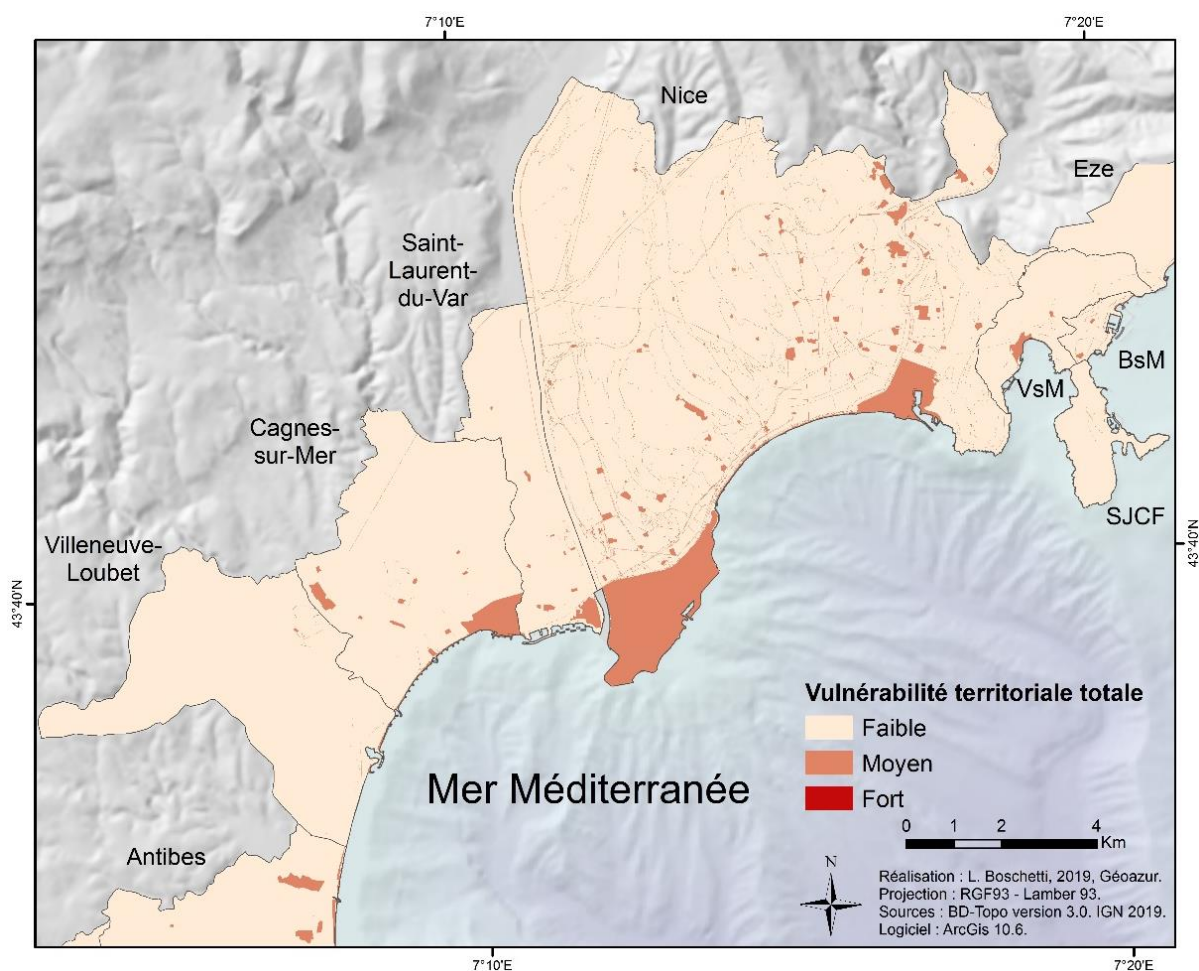 7°10'E
7°20'E
Nice
Eze
Saint-
Laurent-
du-Var
BsM
VsM
Cagnes-
sur-Mer
SJCF
Villeneuve-
Loubet
43°40'N
43°40'N
Vulnérabilité territoriale totale
Faible
Moyen
Fort
Mer Méditerranée
0 1 2 4
Km
Antibes
N
Réalisation : L. Boschetti, 2019, Géoazur.
Projection : RGF93 - Lamber 93.
Sources : BD-Topo version 3.0. IGN 2019.
Logiciel : ArcGis 10.6.
7°10'E
7°20'E